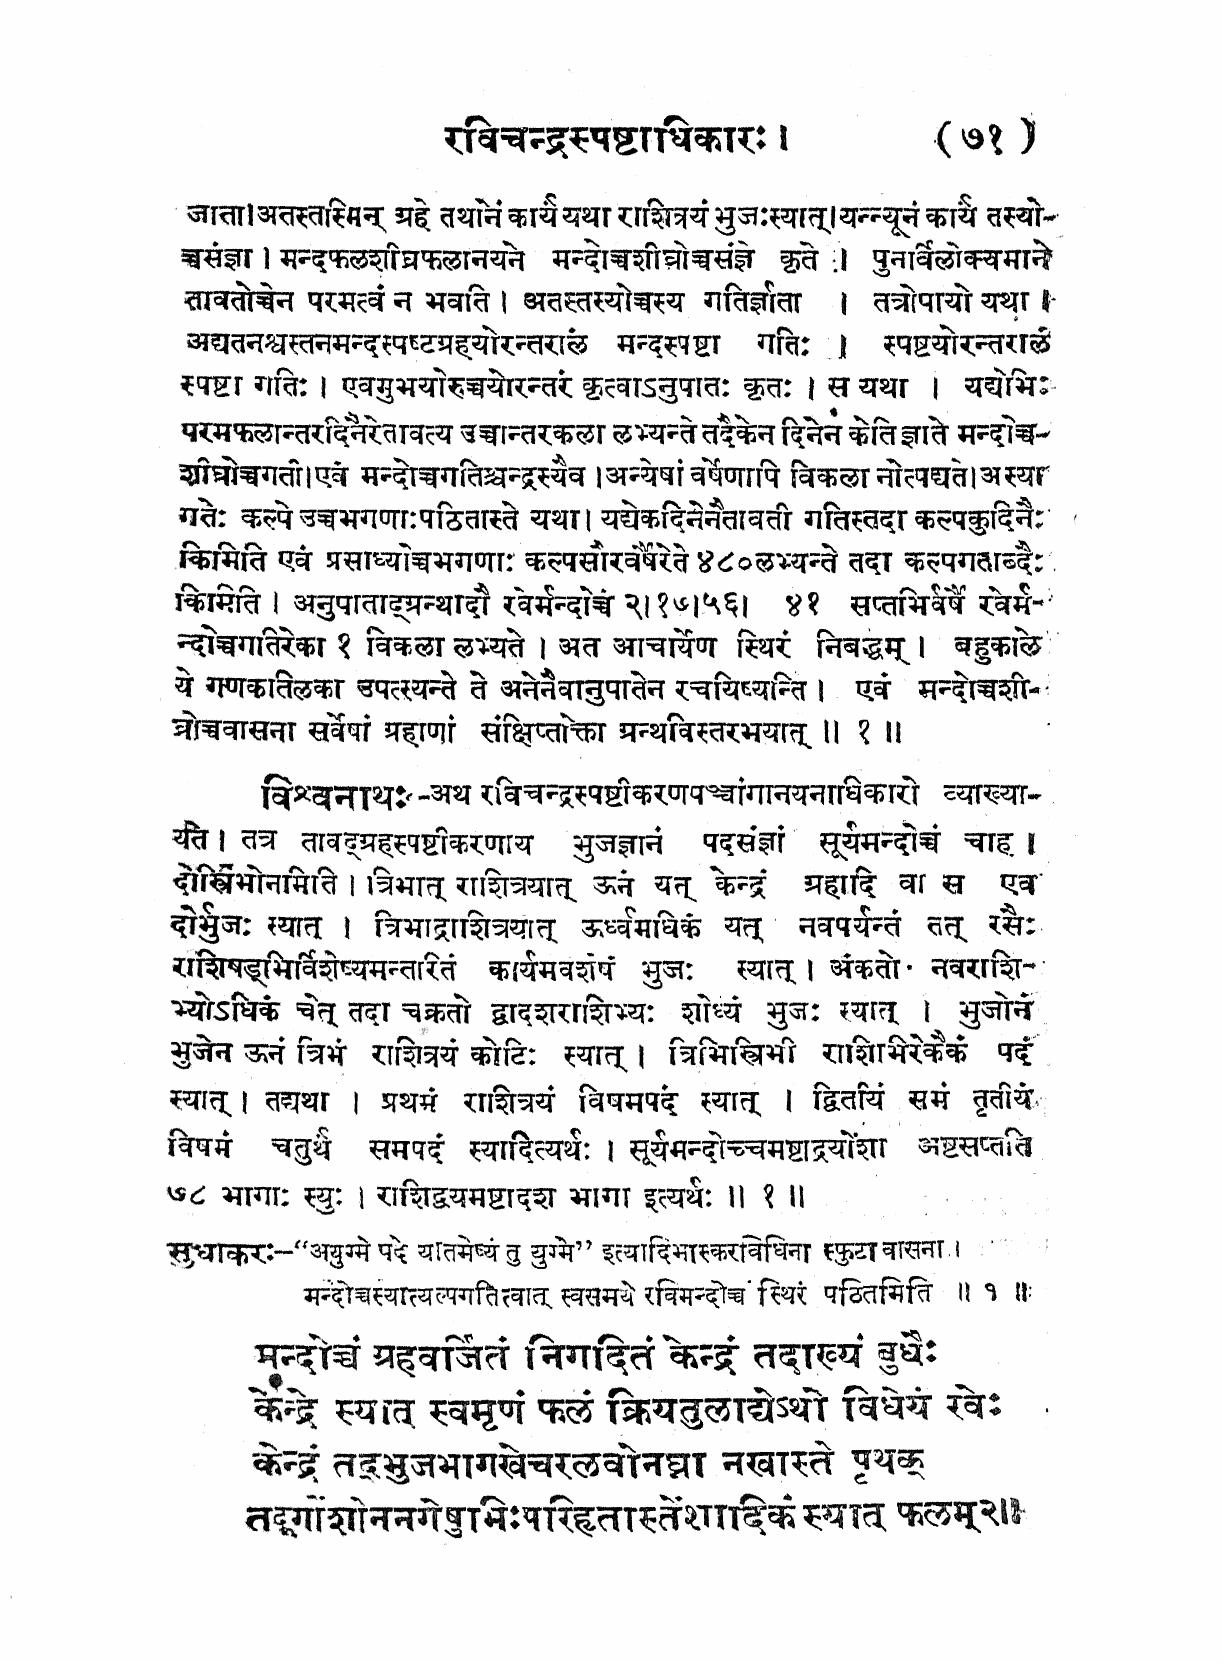 रविचन्द्रस्पष्टाधिकारः। (७१)
जाता।अतस्तस्मिन् ग्रहे तथानेनं कार्यं यथा राशित्रयं भुजःस्यात्।यन्न्यूनं कार्यं तस्यो-
च्चसंज्ञा। मन्दफलशीघ्रफलानयने मन्दोच्चशीघ्रोच्चसंज्ञे कृते। पुनर्विलोक्यमाने
तावतोच्चेन परमत्वं न भवति। अतस्तस्योच्चस्य गतिर्ज्ञाता । तत्रोपायो यथा।
अद्यतनश्वस्तनमन्दस्पष्टग्रहयोरन्तरालं मन्दस्पष्टा गतिः । स्पष्टयोरन्तरालं
स्पष्टा गतिः। एवमुभयोरुच्चयोरन्तरं कृत्वाऽनुपातः कृतः। स यथा । यद्येभिः
परमफलान्तरदिनैरेतावत्य उच्चान्तरकला लभ्यन्ते तदैकेन दिनेन केति ज्ञाते मन्दोच्च-
शीघ्रोच्चगती।एवं मन्दोच्चगतिश्चन्द्रस्यैव।अन्येषां वर्षेणापि विकला नोत्पद्यते।अस्या
गतेः कल्पे उच्चभगणाःपठितास्ते यथा। यद्येकदिनेनैतावती गतिस्तदा कल्पकुदिनैः
किमिति एवं प्रसाध्योच्चभगणाः कल्पसौरवर्षैरेते ४८०लभ्यन्ते तदा कल्पगताब्दैः
किमिति। अनुपाताद्ग्रन्थादौ रवेर्मन्दोच्चं २।१७।५६। ४१ सप्तभिर्वर्षै रवेर्म-
न्दोच्चगतिरेका १ विकला लभ्यते। अत आचार्येण स्थिरं निबद्धम्। बहुकाले
ये गणकतिलका उपत्स्यन्ते ते अनेनैवानुपातेन रचयिष्यन्ति। एवं मन्दोच्चशी-
घ्रोच्चवासना सर्वेषां ग्रहाणां संक्षिप्तोक्ता ग्रन्थविस्तरभयात् ॥ १ ॥
विश्वनाथः-अथ रविचन्द्रस्पष्टीकरणपञ्चांगानयनाधिकारो व्याख्या-
यते। तत्र तावद्ग्रहस्पष्टीकरणाय भुजज्ञानं पदसंज्ञां सूर्यमन्दोच्चं चाह।
दोस्त्रिभोनमिति। त्रिभात् राशित्रयात् ऊनं यत् केन्द्रं ग्रहादि वा स एव
दोर्भुजः स्यात्। त्रिभाद्राशित्रयात् ऊर्ध्वमधिकं यत् नवपर्यन्तं तत् रसैः
राशिषड्भिर्विशेष्यमन्तरितं कार्यमवशेषं भुजः स्यात्। अंकतो नवराशि-
भ्योऽधिकं चेत् तदा चक्रतो द्वादशराशिभ्यः शोध्यं भुजः स्यात्। भुजोनं
भुजेन ऊनं त्रिभं राशित्रयं कोटिः स्यात्। त्रिभिस्त्रिभी राशिभिरेकैकं पदं
स्यात्। तद्यथा । प्रथमं राशित्रयं विषमपदं स्यात् । द्वितीयं समं तृतीयं
विषमं चतुर्थं समपदं स्यादित्यर्थः। सूर्यमन्दोच्चमष्टाद्रयोंशा अष्टसप्तति
७८ भागाः स्युः। राशिद्वयमष्टादश भागा इत्यर्थः॥ १ ॥
सुधाकरः-“अयुग्मे पदे यातमेष्यं तु युग्मे” इत्यादिभास्करविधिना स्फुटा वासना।
मन्दोच्चस्यात्यल्पगतित्वात् स्वसमये रविमन्दोच्चं स्थिरं पठितमिति ॥ १ ॥
मन्दोच्चं ग्रहवर्जितं निगदितं केन्द्रं तदाख्यं बुधैः
केन्द्रे स्यात् स्वमृणं फलं क्रियतुलाद्येऽथो विधेयं रवेः
केन्द्रं तद्भुजभागखेचरलवोनघ्ना नखास्ते पृथक्
तद्गोंशोननगेषुभिःपरिहृतास्तेंशादिकं स्यात् फलम्२॥